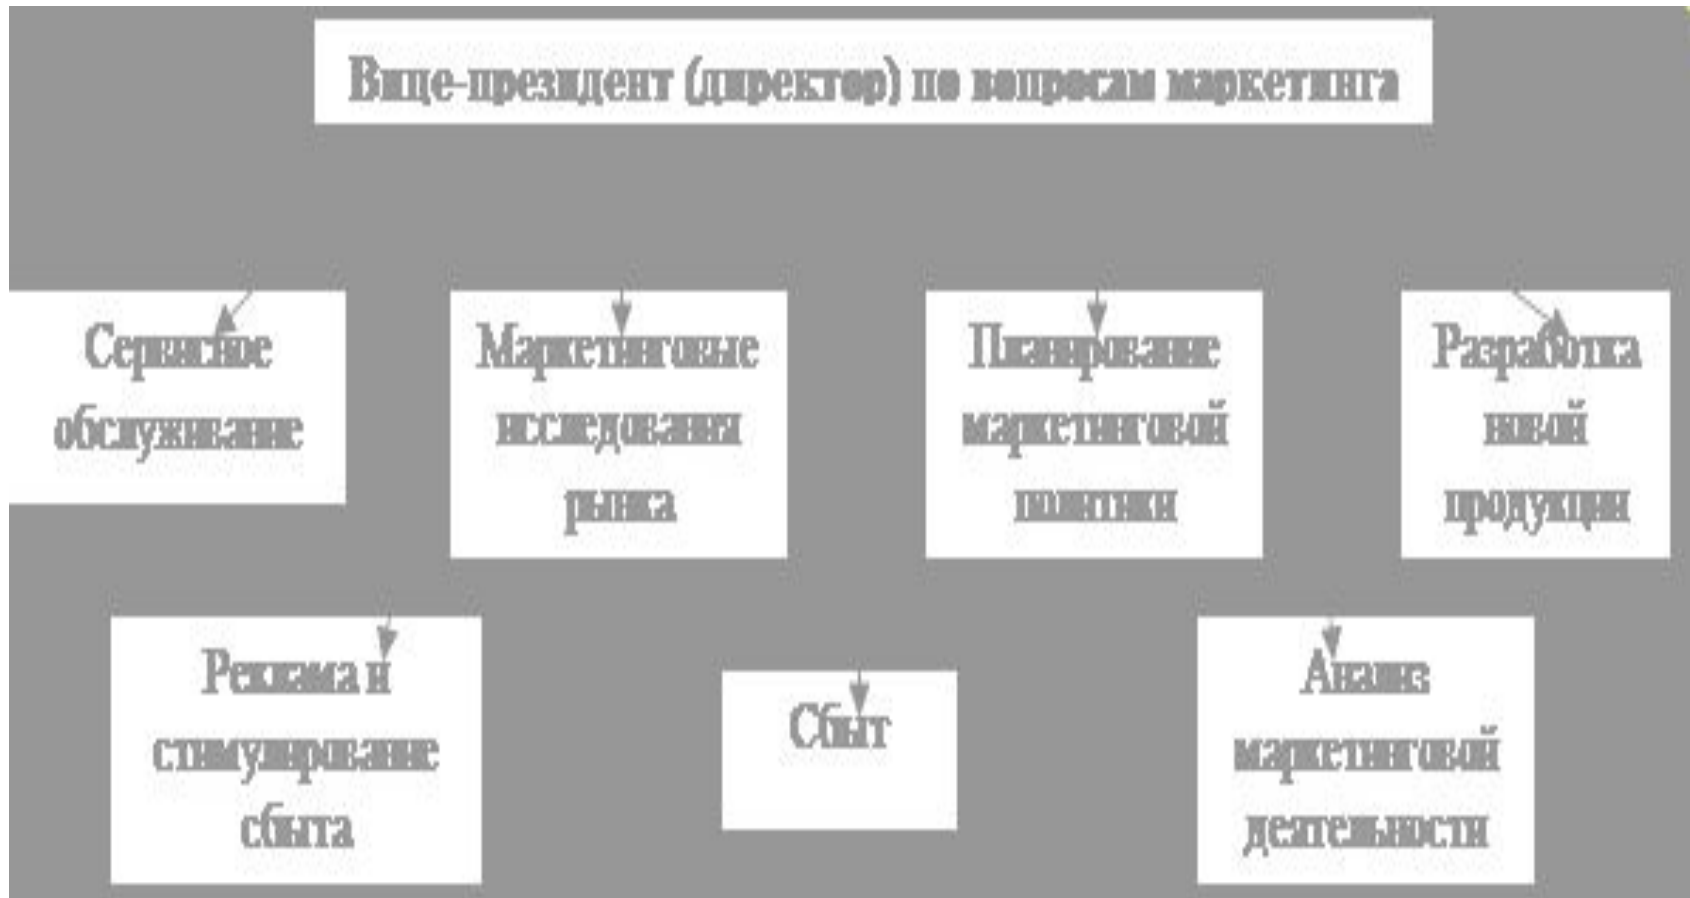 Вице-президент (директор) по вопросам маркетинга
Сервисное
обслуживание
Маркетинговые
исследования
рынка
Планирование
маркетинговой
политики
Разработка
новой
продукции
Реклама и
стимулирование
сбыта
Сбыт
Анализ
маркетинговой
деятельности